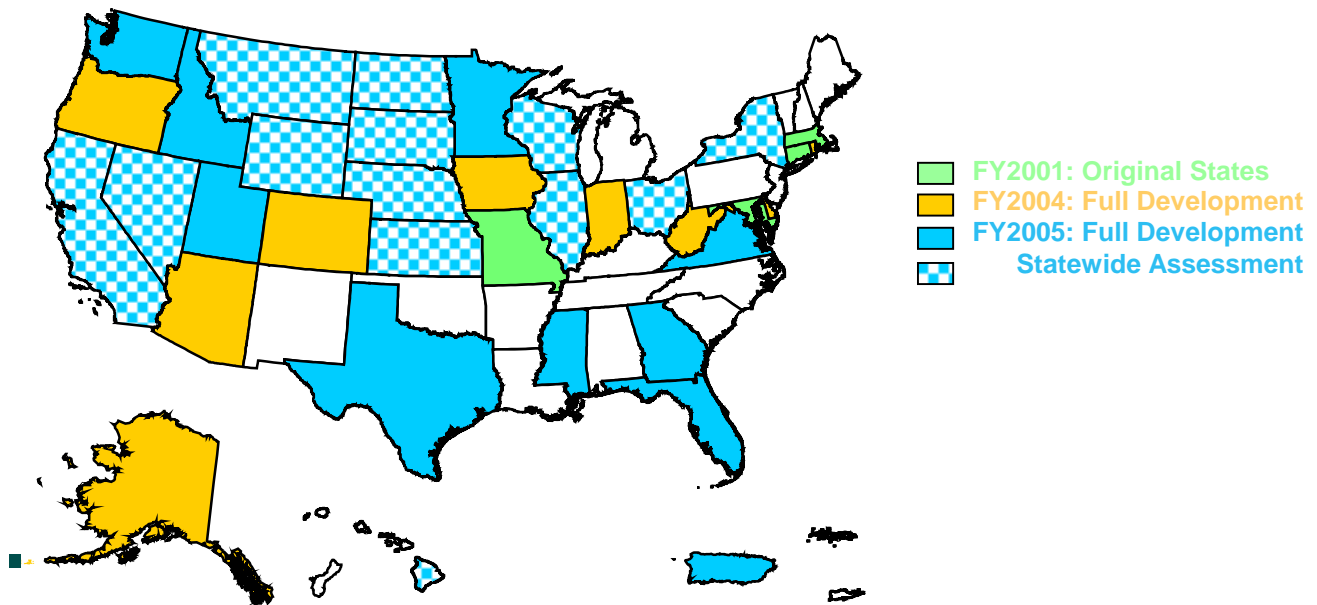 FY2001: Original States
FY2004: Full Development
FY2005: Full Development
Statewide Assessment